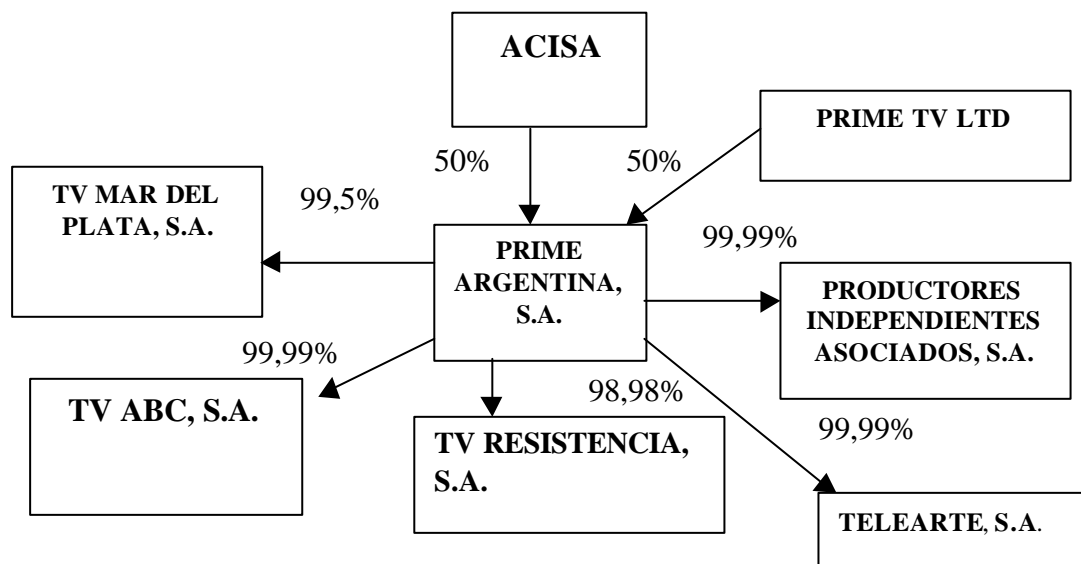 ACISA
PRIME TV LTD
50%
50%
TV MAR DEL
PLATA, S.A.
99,5%
99,99%
PRIME
ARGENTINA,
S.A.
PRODUCTORES
INDEPENDIENTES
ASOCIADOS, S.A.
99,99%
TV ABC, S.A.
98,98%
TV RESISTENCIA,
S.A.
99,99%
TELEARTE, S.A.